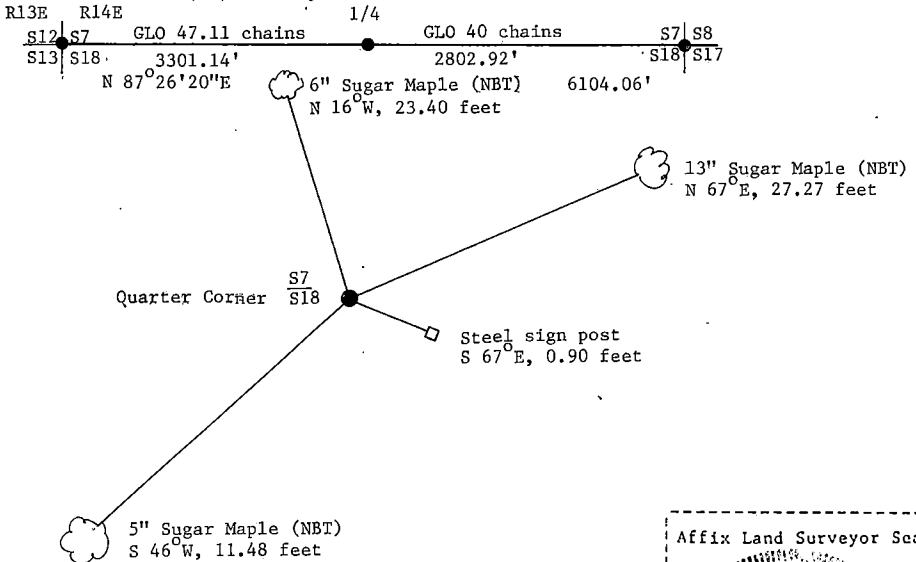 R13E R14E 1/4
S12 S7 GLO 47.11 chains GLO 40 chains S7 S8
S13 S18 3301.14' 2802.92' S18 S17
N 87°26'20"E 6" Sugar Maple (NBT) 6104.06'
N 16°W, 23.40 feet
13" Sugar Maple (NBT)
N 67°E, 27.27 feet
Quarter Corner S7
S18
Steel sign post
S 67°E, 0.90 feet
5" Sugar Maple (NBT)
S 46°W, 11.48 feet
Affix Land Surveyor